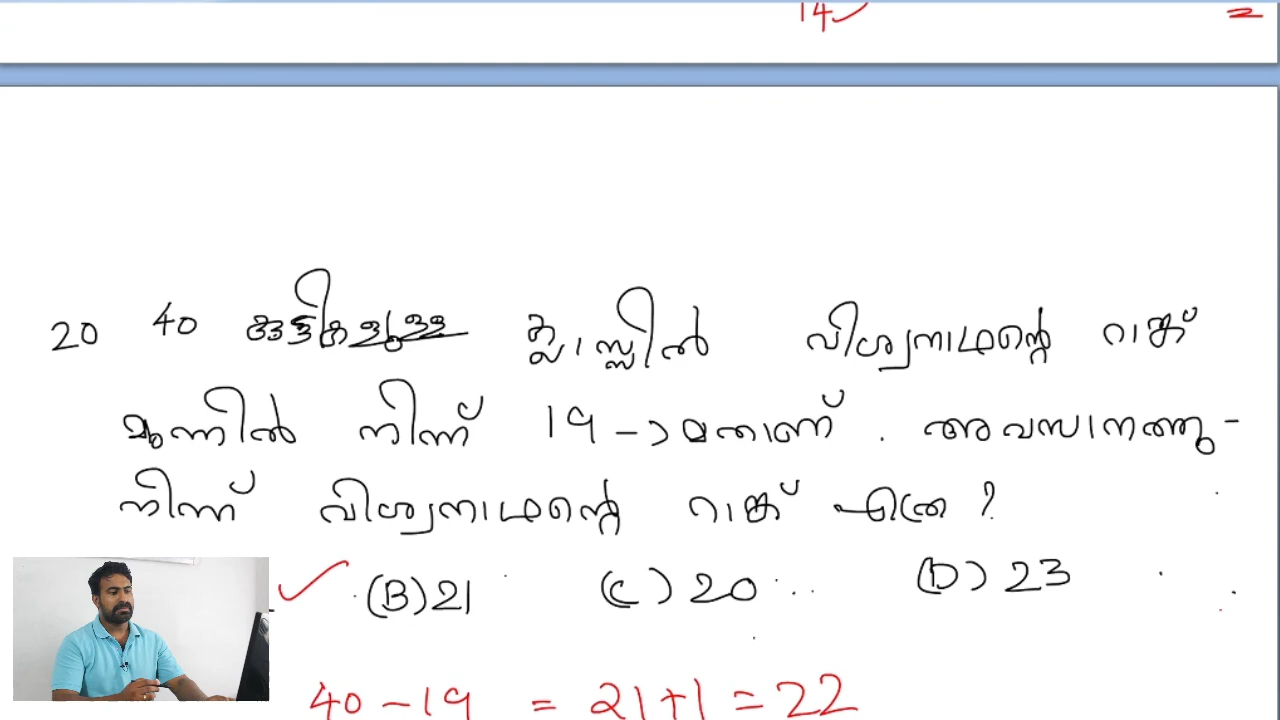 14 =
20 40 കുട്ടികളുള്ള ക്ലാസ്സിൽ വിശ്വനാഥന്റെ റാങ്ക്
മുന്നിൽ നിന്ന് 19-ാമതാണ്. അവസാനത്തു-
നിന്ന് വിശ്വനാഥന്റെ റാങ്ക് എത്ര?
(B) 21 (C) 20 (D) 23
40 - 19 = 21+1 = 22